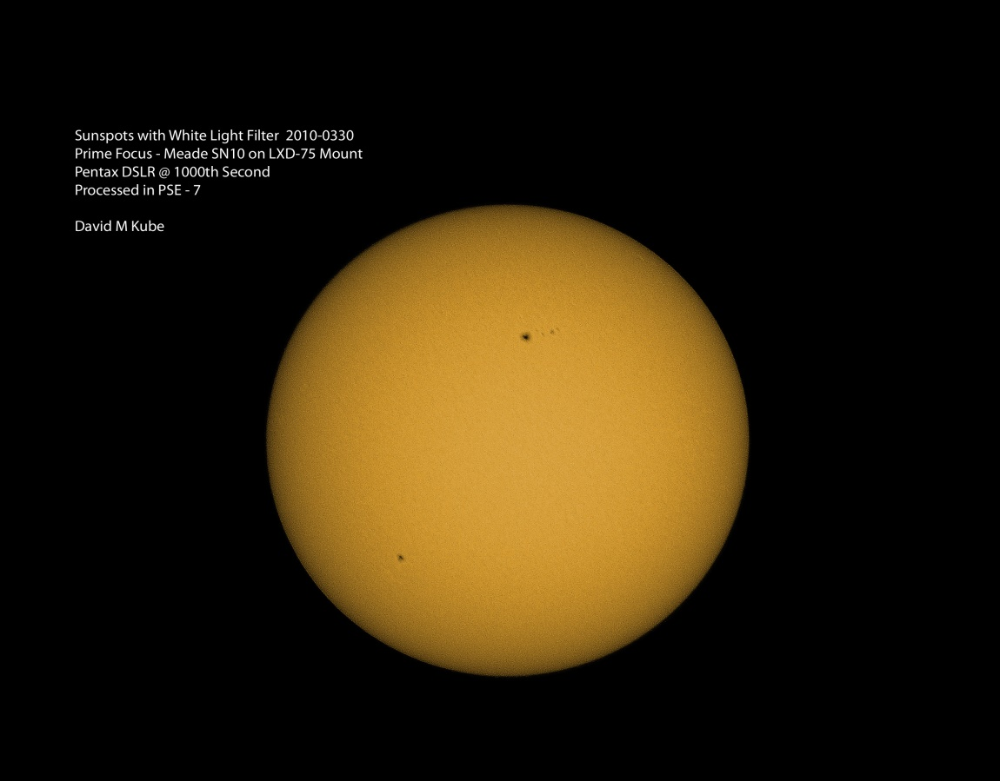 Sunspots with White Light Filter  2010-0330
Prime Focus - Meade SN10 on LXD-75 Mount
Pentax DSLR @ 1000th Second
Processed in PSE - 7
David M Kube